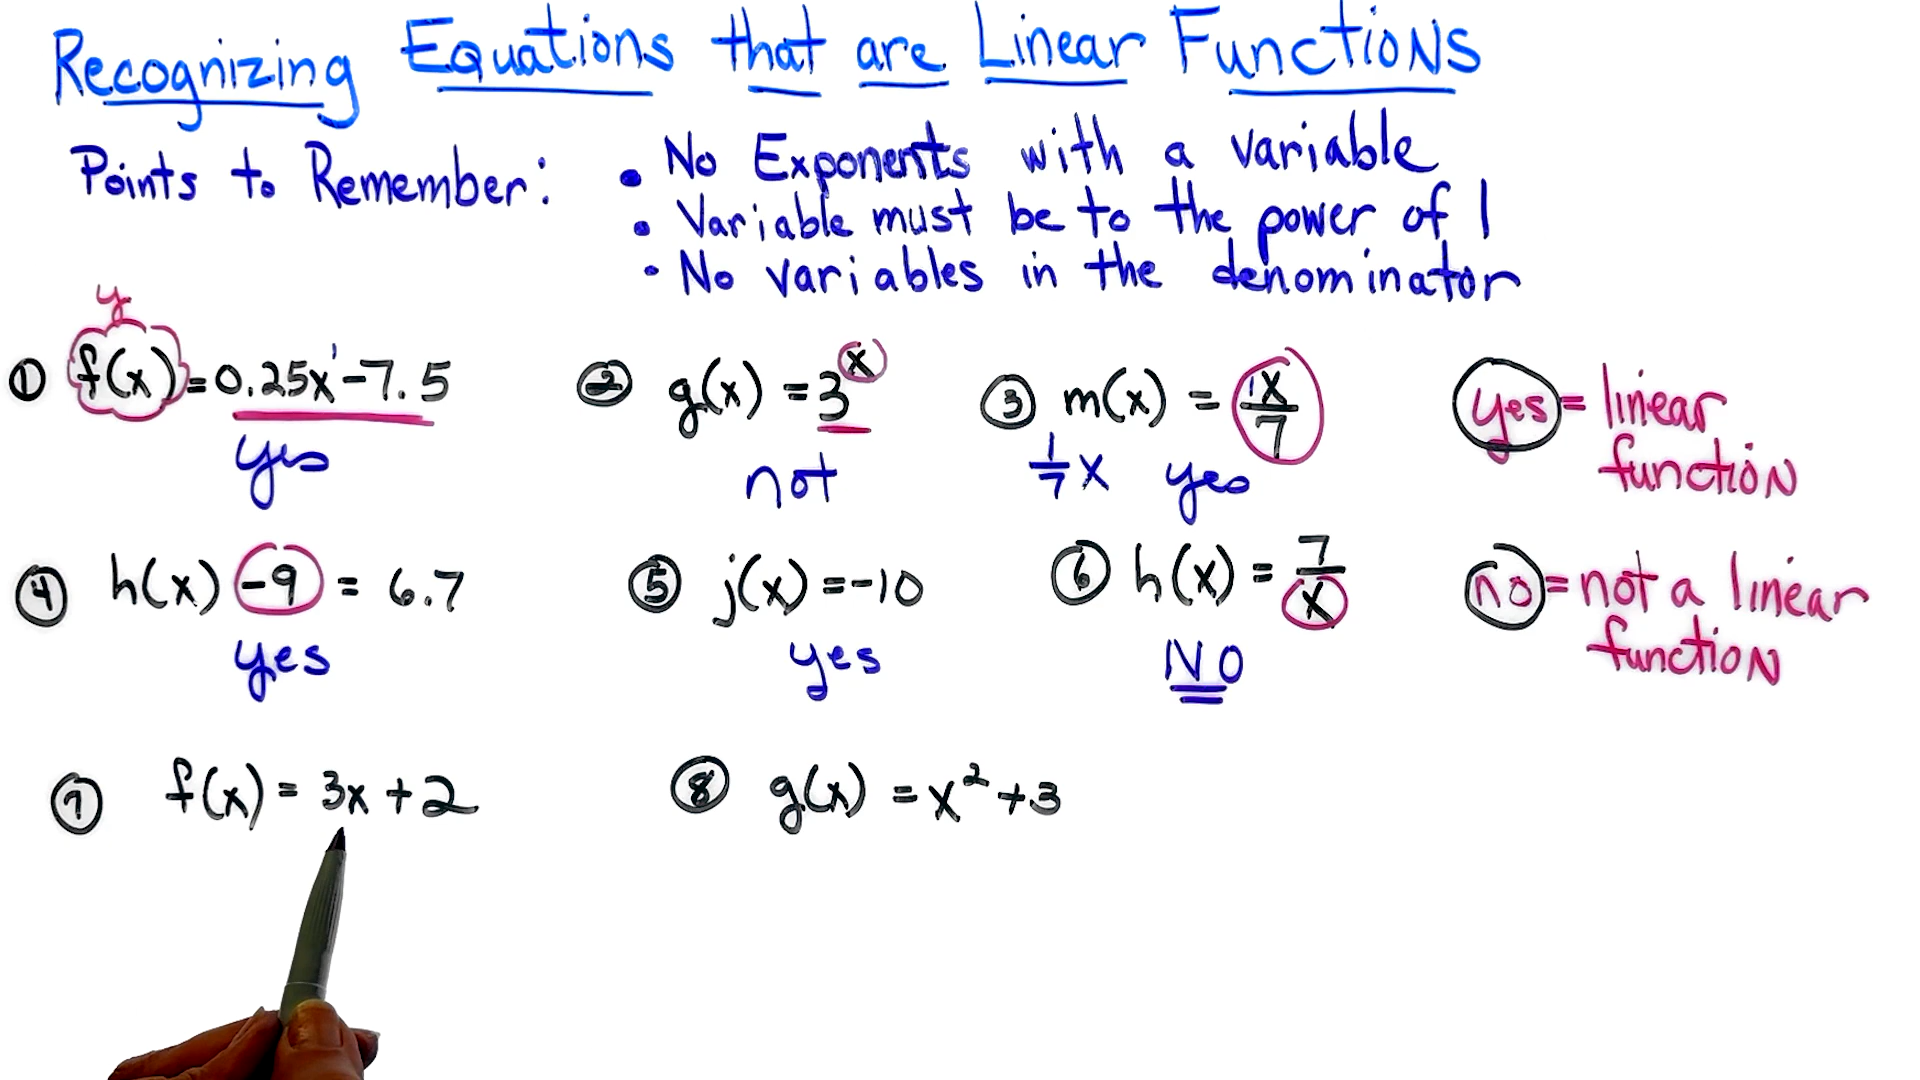 Recognizing Equations that are Linear Functions
Points to Remember:
• No Exponents with a variable
• Variable must be to the power of 1
• No variables in the denominator
y
① f(x) = 0.25x¹ - 7.5
yes
② g(x) = 3^x
not
③ m(x) = 1x/7
1/7 x yes
yes = linear function
④ h(x) - 9 = 6.7
yes
⑤ j(x) = -10
yes
⑥ h(x) = 7/x
NO
no = not a linear function
⑦ f(x) = 3x + 2
⑧ g(x) = x² + 3